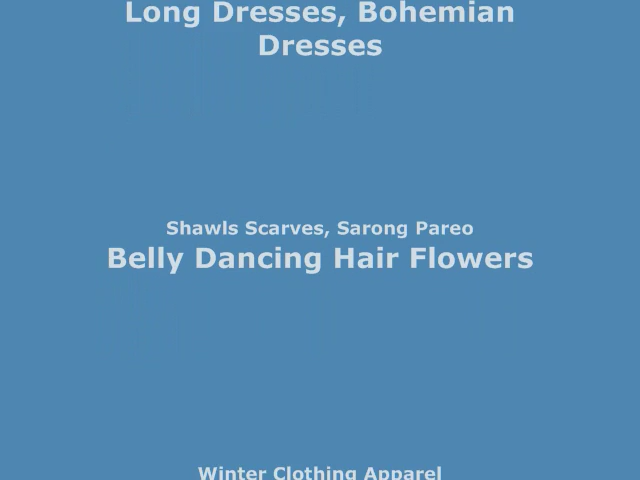 Long Dresses, Bohemian
Dresses
Shawls Scarves, Sarong Pareo
Belly Dancing Hair Flowers
Winter Clothing Apparel